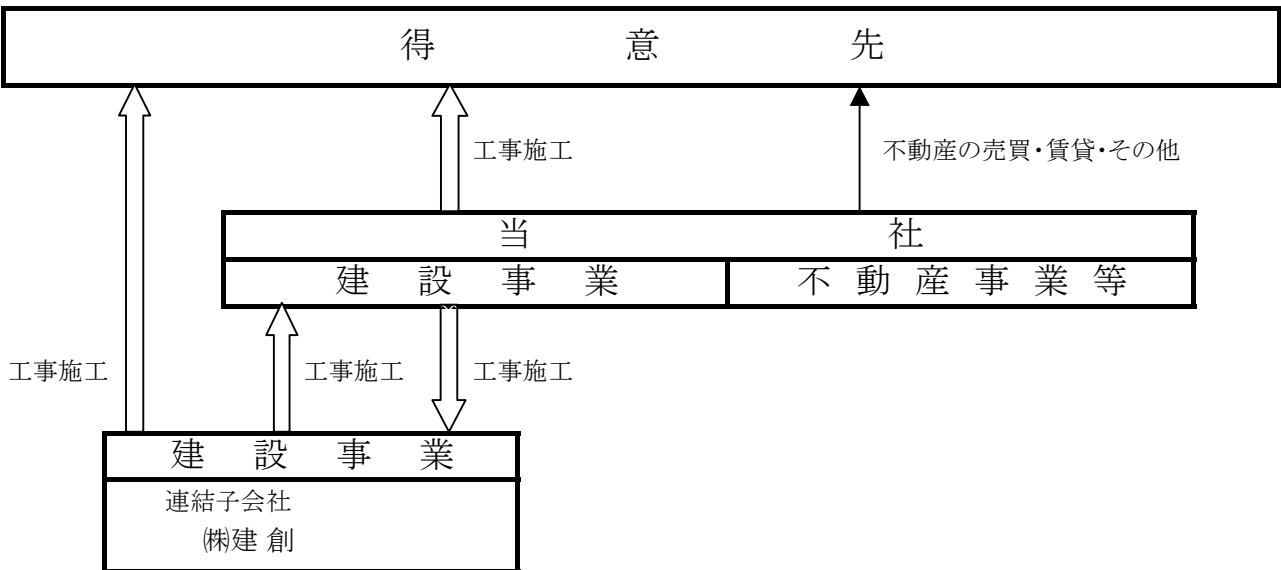 得意先
工事施工
不動産の売買・賃貸・その他
当社
建設事業
不動産事業等
工事施工
工事施工
工事施工
建設事業
連結子会社
㈱建 創